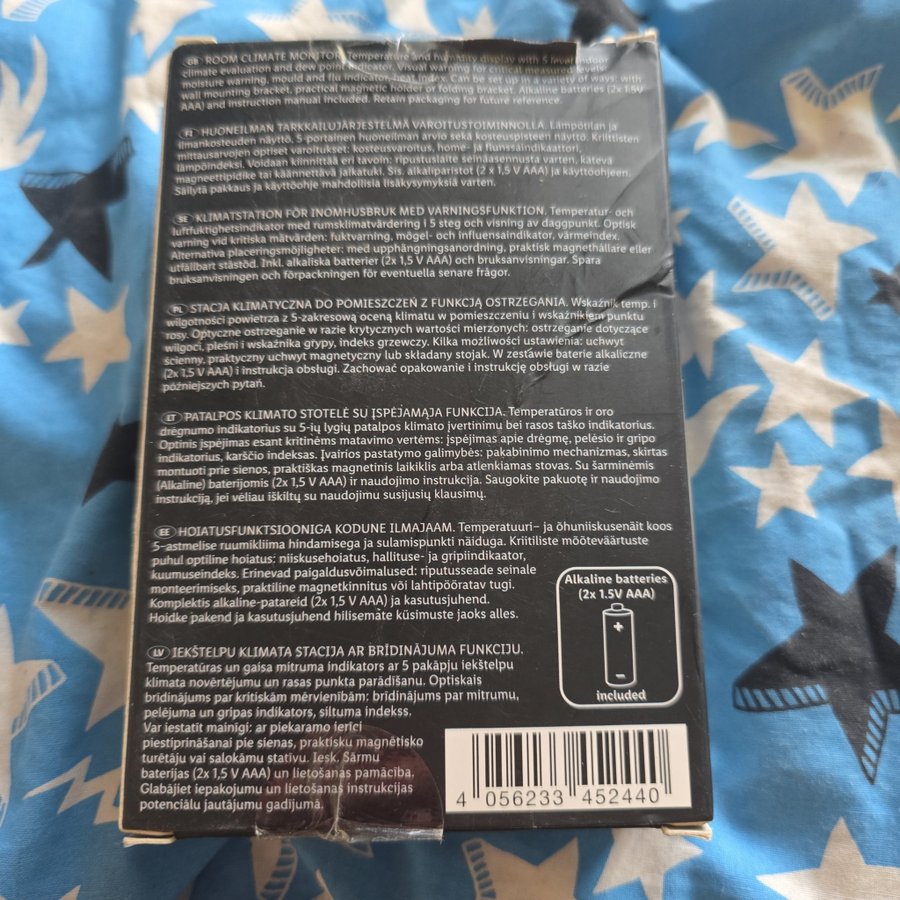 GB ROOM CLIMATE MONITOR. Temperature and humidity display with 5 level indoor
climate evaluation and dew point indicator. Visual warnings for critical measured levels:
moisture warning, mould and flu indicator, heat index. Can be set up in a variety of ways: with
wall mounting bracket, practical magnetic holder or folding bracket. Alkaline Batteries (2x 1.5V
AAA) and instruction manual included. Retain packaging for future reference.
FI HUONEILMAN TARKKAILUJÄRJESTELMÄ VAROITUSTOIMINNOLLA. Lämpötilan ja
ilmankosteuden näyttö. 5-portainen huoneilman arvio sekä kosteuspisteen näyttö. Kriittisten
mittausarvojen optiset varoitukset: kosteusvaroitus, home- ja flunssaindikaattori,
lämpöindeksi. Voidaan kiinnittää eri tavoin: ripustuslaite seinäasennusta varten, kätevä
magneettipidike tai käännettävä jalkatuki. Sis. alkaliparistot (2 x 1,5 V AAA) ja käyttöohjeen.
Säilytä pakkaus ja käyttöohje mahdollisia lisäkysymyksiä varten.
SE KLIMATSTATION FÖR INOMHUSBRUK MED VARNINGSFUNKTION. Temperatur- och
luftfuktighetsindikator med rumsklimatvärdering i 5 steg och visning av daggpunkt. Optisk
varning vid kritiska mätvärden: fuktvarning, mögel- och influensaindikator, värmeindex.
Alternativa placeringsmöjligheter: med upphängningsanordning, praktisk magnethållare eller
utfällbart stästöd. Inkl. alkaliska batterier (2x 1,5V AAA) och bruksanvisningar. Spara
bruksanvisningen och förpackningen för eventuella senare frågor.
PL STACJA KLIMATYCZNA DO POMIESZCZEŃ Z FUNKCJĄ OSTRZEGANIA. Wskaźnik temp. i
wilgotności powietrza z 5-zakresową oceną klimatu w pomieszczeniu i wskaźnikiem punktu
rosy. Optyczne ostrzeganie w razie krytycznych wartości mierzonych: ostrzeganie dotyczące
wilgoci, pleśni i wskaźnika grypy, indeks grzewczy. Kilka możliwości ustawienia: uchwyt
ścienny, praktyczny uchwyt magnetyczny lub składany stojak. W zestawie baterie alkaliczne
(2x 1,5 V AAA) i instrukcja obsługi. Zachować opakowanie i instrukcję obsługi w razie
późniejszych pytań.
LT PATALPOS KLIMATO STOTELĖ SU ĮSPĖJAMĄJA FUNKCIJA. Temperatūros ir oro
drėgnumo indikatorius su 5-ių lygių patalpos klimato įvertinimu bei rasos taško indikatorius.
Optinis įspėjimas esant kritinėms matavimo vertėms: įspėjimas apie drėgmę, pelėsio ir gripo
indikatorius, karščio indeksas. Įvairios pastatymo galimybės: pakabinimo mechanizmas, skirtas
montuoti prie sienos, praktiškas magnetinis laikiklis arba atlenkiamas stovas. Su šarminėmis
(Alkaline) baterijomis (2x 1,5 V AAA) ir naudojimo instrukcija. Saugokite pakuotę ir naudojimo
instrukciją, jei vėliau iškiltų su naudojimu susijusių klausimų.
EE HOIATUSFUNKTSIOONIGA KODUNE ILMAJAAM. Temperatuuri– ja õhuniiskusenäit koos
5-astmelise ruumikliima hindamisega ja sulamispunkti näiduga. Kriitiliste mõõteväärtuste
puhul optiline hoiatus: niiskusehoiatus, hallituse- ja gripiindikaator,
kuumuseindeks. Erinevad paigaldusvõimalused: riputusseade seinale
monteerimiseks, praktiline magnetkinnitus või lahtipööratav tugi.
Komplektis alkaline-patareid (2x 1,5 V AAA) ja kasutusjuhend.
Hoidke pakend ja kasutusjuhend hilisemate küsimuste jaoks alles.
Alkaline batteries
(2x 1.5V AAA)
included
LV IEKŠTELPU KLIMATA STACIJA AR BRĪDINĀJUMA FUNKCIJU.
Temperatūras un gaisa mitruma indikators ar 5 pakāpju iekštelpu
klimata novērtējumu un rasas punkta parādīšanu. Optiskais
brīdinājums par kritiskām mērvienībām: brīdinājums par mitrumu,
pelējuma un gripas indikators, siltuma indekss.
Var iestatīt mainīgi: ar piekaramo ierīci
piestiprināšanai pie sienas, praktisku magnētisko
turētāju vai salokāmu statīvu. Iesk. Sārmu
baterijas (2x 1,5 V AAA) un lietošanas pamācība.
Glabājiet iepakojumu un lietošanas instrukcijas
potenciālu jautājumu gadījumā.
4 056233 452440